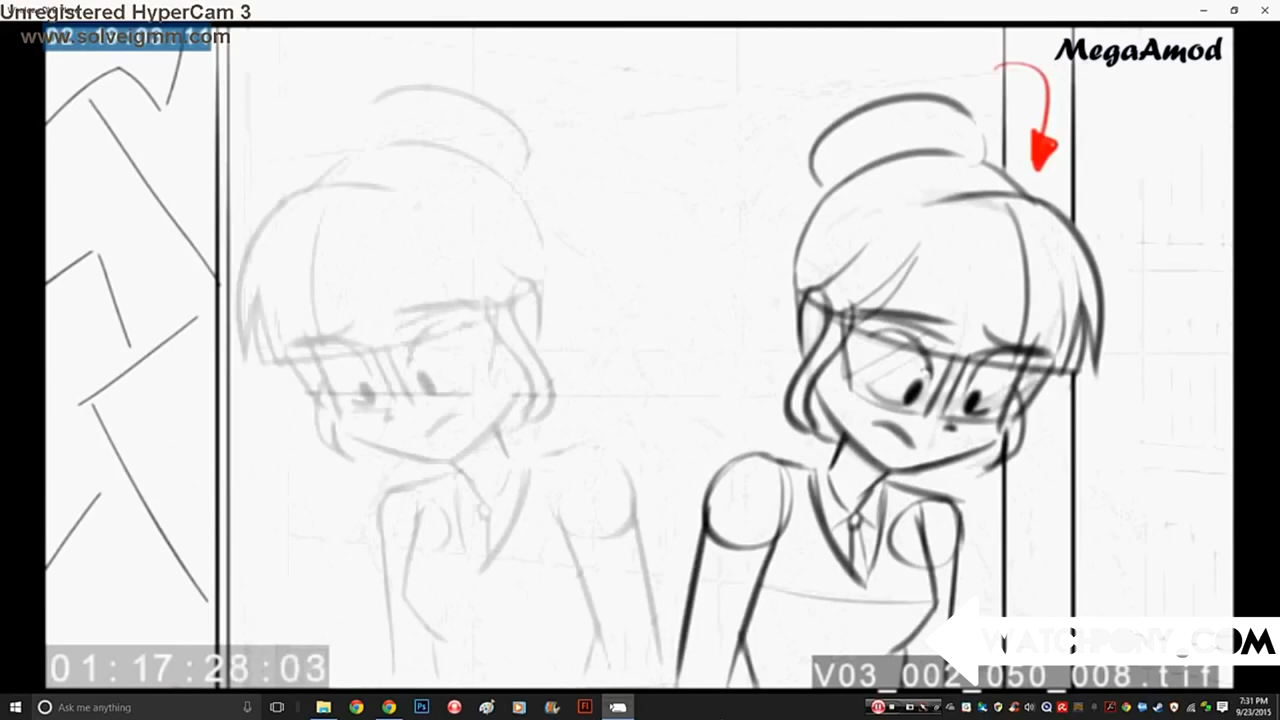 Unregistered HyperCam 3
www.solveigmm.com
MegaAmod
WATCHPONY
COM
01:17:28:03
V03_002_050_008.tif
Ask me anything
7:31 PM
9/23/2015